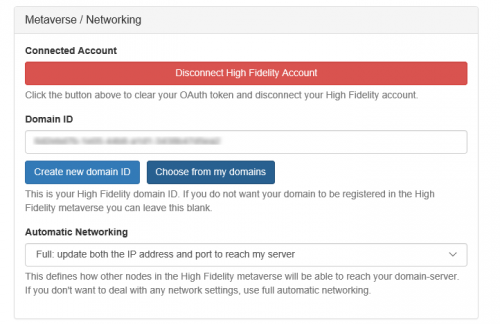 Metaverse / Networking
Connected Account
Disconnect High Fidelity Account
Click the button above to clear your OAuth token and disconnect your High Fidelity account.
Domain ID
Create new domain ID Choose from my domains
This is your High Fidelity domain ID. If you do not want your domain to be registered in the High
Fidelity metaverse you can leave this blank.
Automatic Networking
Full: update both the IP address and port to reach my server
This defines how other nodes in the High Fidelity metaverse will be able to reach your domain-server.
If you don't want to deal with any network settings, use full automatic networking.